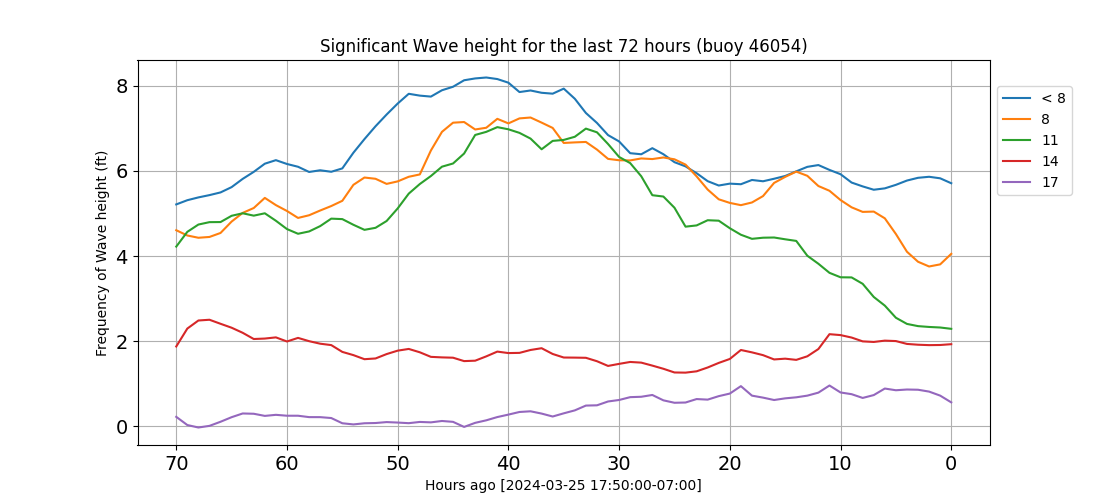 Significant Wave height for the last 72 hours (buoy 46054)
Frequency of Wave height (ft)
8
6
4
2
0
70 60 50 40 30 20 10 0
Hours ago [2024-03-25 17:50:00-07:00]
< 8
8
11
14
17